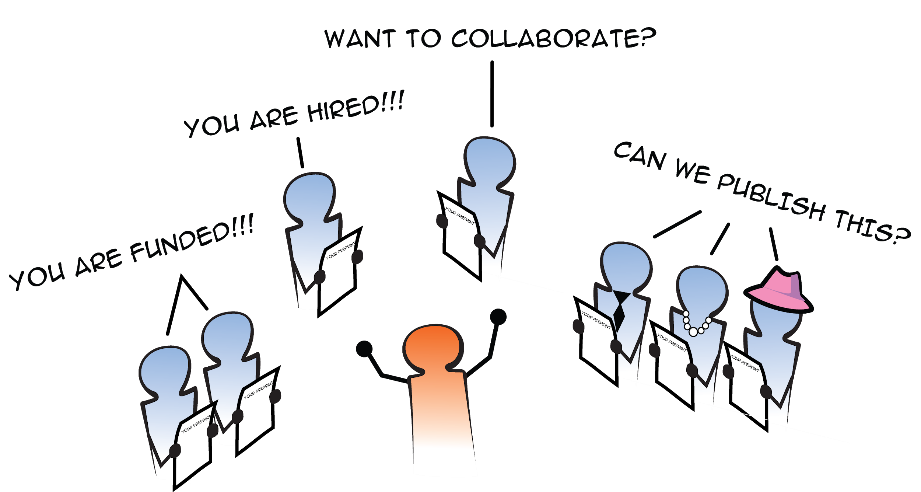 WANT TO COLLABORATE?
YOU ARE HIRED!!!
CAN WE PUBLISH THIS?
YOU ARE FUNDED!!!